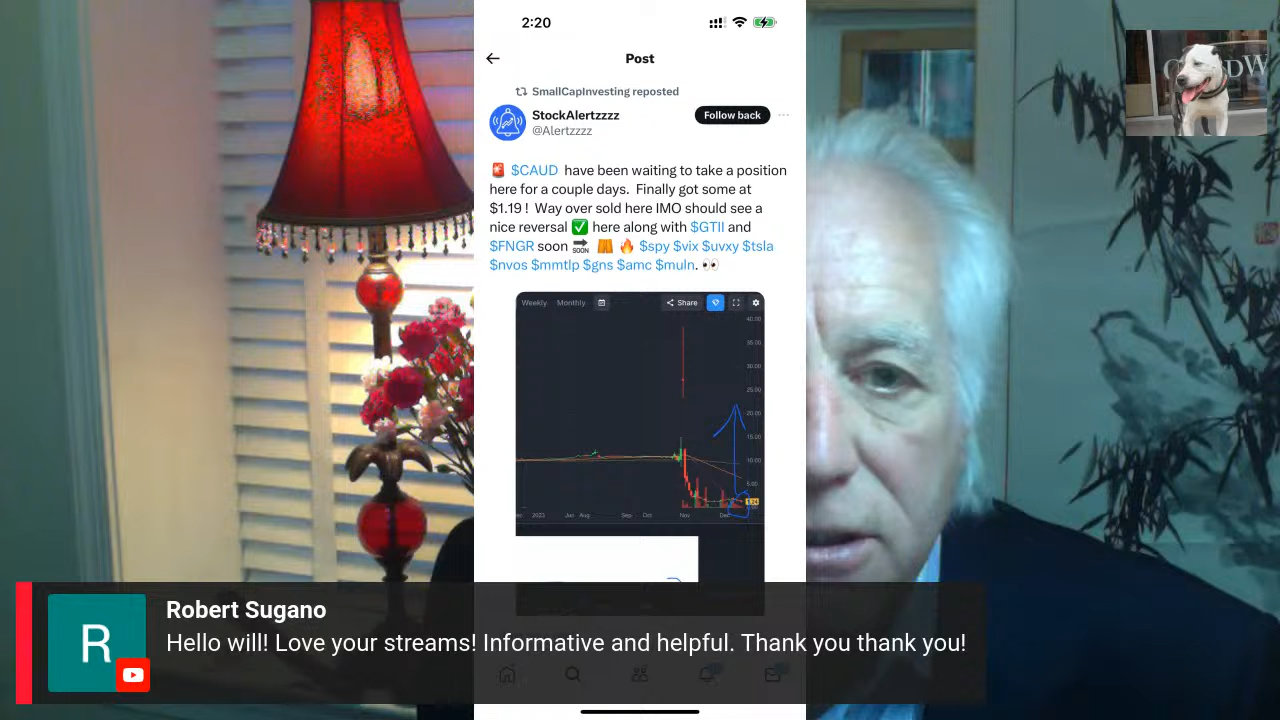 2:20
Post
SmallCapInvesting reposted
StockAlertzzzz
@Alertzzzz
Follow back
🚨 $CAUD have been waiting to take a position
here for a couple days. Finally got some at
$1.19 ! Way over sold here IMO should see a
nice reversal ✅ here along with $GTII and
$FNGR soon 🔜 🩳 🔥 $spy $vix $uvxy $tsla
$nvos $mmtlp $gns $amc $muln. 👀
Weekly Monthly Share
40.00
35.00
30.00
25.00
20.00
15.00
10.00
5.00
2023 Jun Aug Sep Oct Nov Dec
R
Robert Sugano
Hello will! Love your streams! Informative and helpful. Thank you thank you!